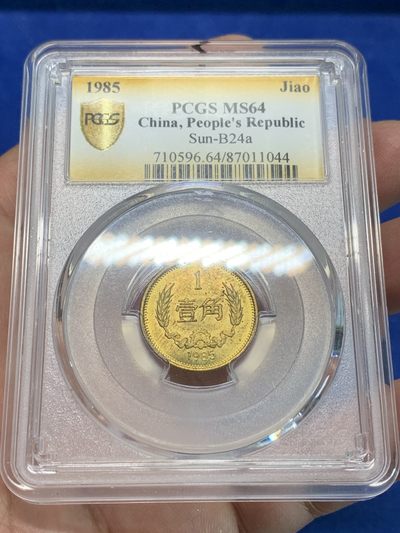 1985 Jiao
PCGS
PCGS MS64
China, People's Republic
Sun-B24a
710596.64/87011044
1
壹角
1985